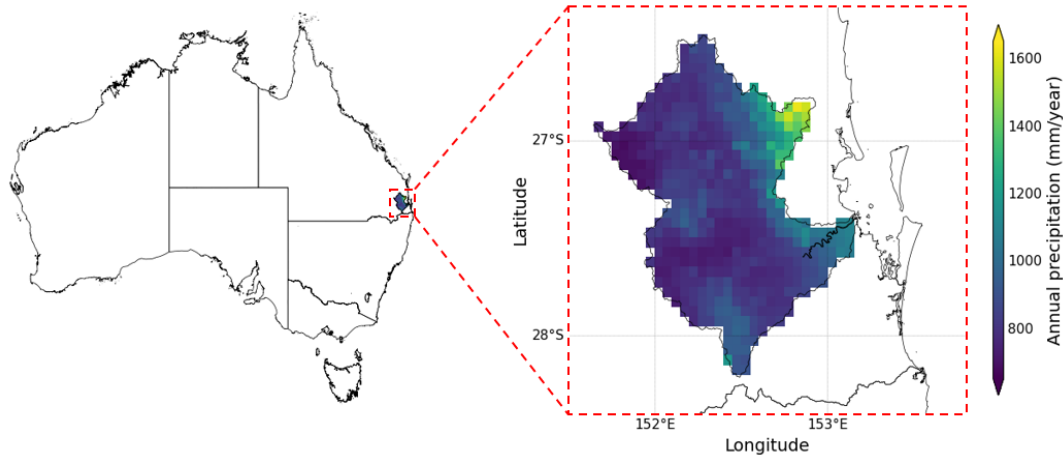 27°S
28°S
Latitude
152°E
153°E
Longitude
1600
1400
1200
1000
800
Annual precipitation (mm/year)